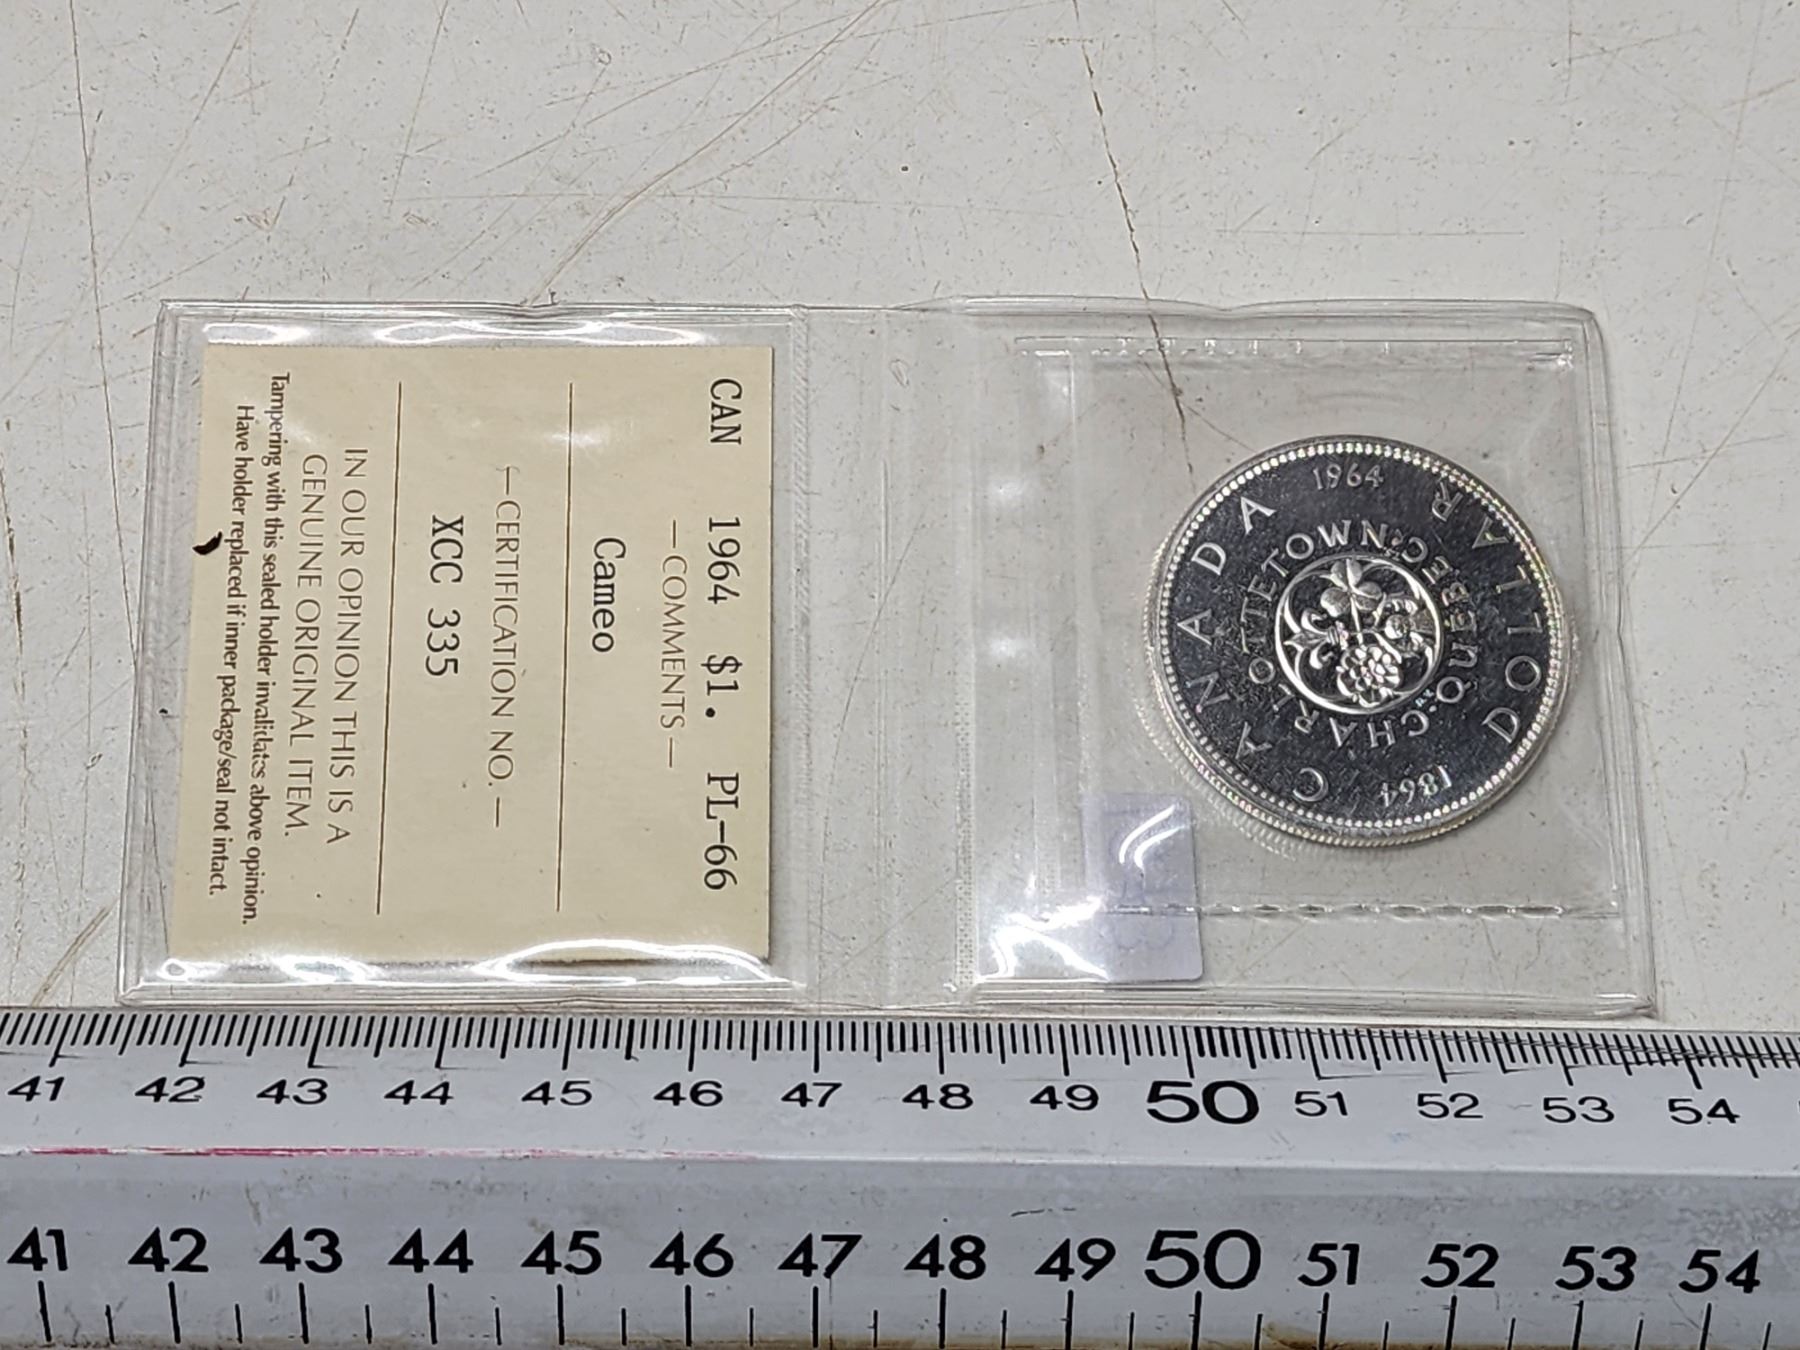 CAN 1964 $1. PL-66
—COMMENTS—
Cameo
—CERTIFICATION NO.—
XCC 335
IN OUR OPINION THIS IS A
GENUINE ORIGINAL ITEM.
Tampering with this sealed holder invalidates above opinion.
Have holder replaced if inner package/seal not intact.
1964
CANADA
DOLLAR
1864
CHARLOTTETOWN
QUEBEC
41 42 43 44 45 46 47 48 49 50 51 52 53 54
41 42 43 44 45 46 47 48 49 50 51 52 53 54